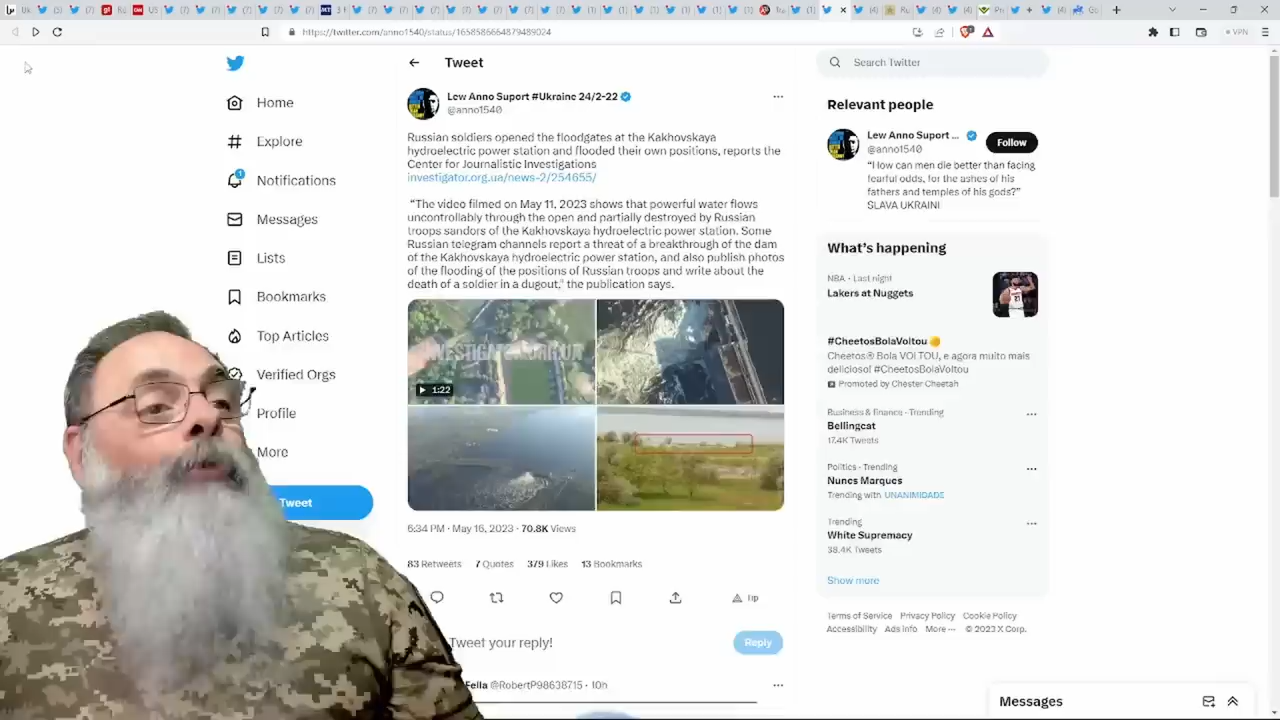 https://twitter.com/anno1540/status/1658586664879489024
VPN
Home
Explore
1
Notifications
Messages
Lists
Bookmarks
Top Articles
Verified Orgs
Profile
More
Tweet
Tweet
Lew Anno Suport #Ukraine 24/2-22
@anno1540
Russian soldiers opened the floodgates at the Kakhovskaya
hydroelectric power station and flooded their own positions, reports the
Center for Journalistic Investigations
investigator.org.ua/news-2/254655/
“The video filmed on May 11, 2023 shows that powerful water flows
uncontrollably through the open and partially destroyed by Russian
troops sandors of the Kakhovskaya hydroelectric power station. Some
Russian telegram channels report a threat of a breakthrough of the dam
of the Kakhovskaya hydroelectric power station, and also publish photos
of the flooding of the positions of Russian troops and write about the
death of a soldier in a dugout,” the publication says.
INVESTIGATOR.ORG.UA
1:22
5:34 PM · May 16, 2023 · 70.8K Views
83 Retweets 7 Quotes 379 Likes 13 Bookmarks
Tip
Tweet your reply!
Reply
Fella @RobertP98638715 · 10h
Search Twitter
Relevant people
Lew Anno Suport ...
@anno1540
Follow
“How can men die better than facing
fearful odds, for the ashes of his
fathers and temples of his gods?”
SLAVA UKRAINI
What’s happening
NBA · Last night
Lakers at Nuggets
#CheetosBolaVoltou
Cheetos® Bola VOLTOU, e agora muito mais
delicioso! #CheetosBolaVoltou
Promoted by Chester Cheetah
Business & finance · Trending
Bellingcat
17.4K Tweets
Politics · Trending
Nunes Marques
Trending with UNANIMIDADE
Trending
White Supremacy
38.4K Tweets
Show more
Terms of Service Privacy Policy Cookie Policy
Accessibility Ads info More ··· © 2023 X Corp.
Messages